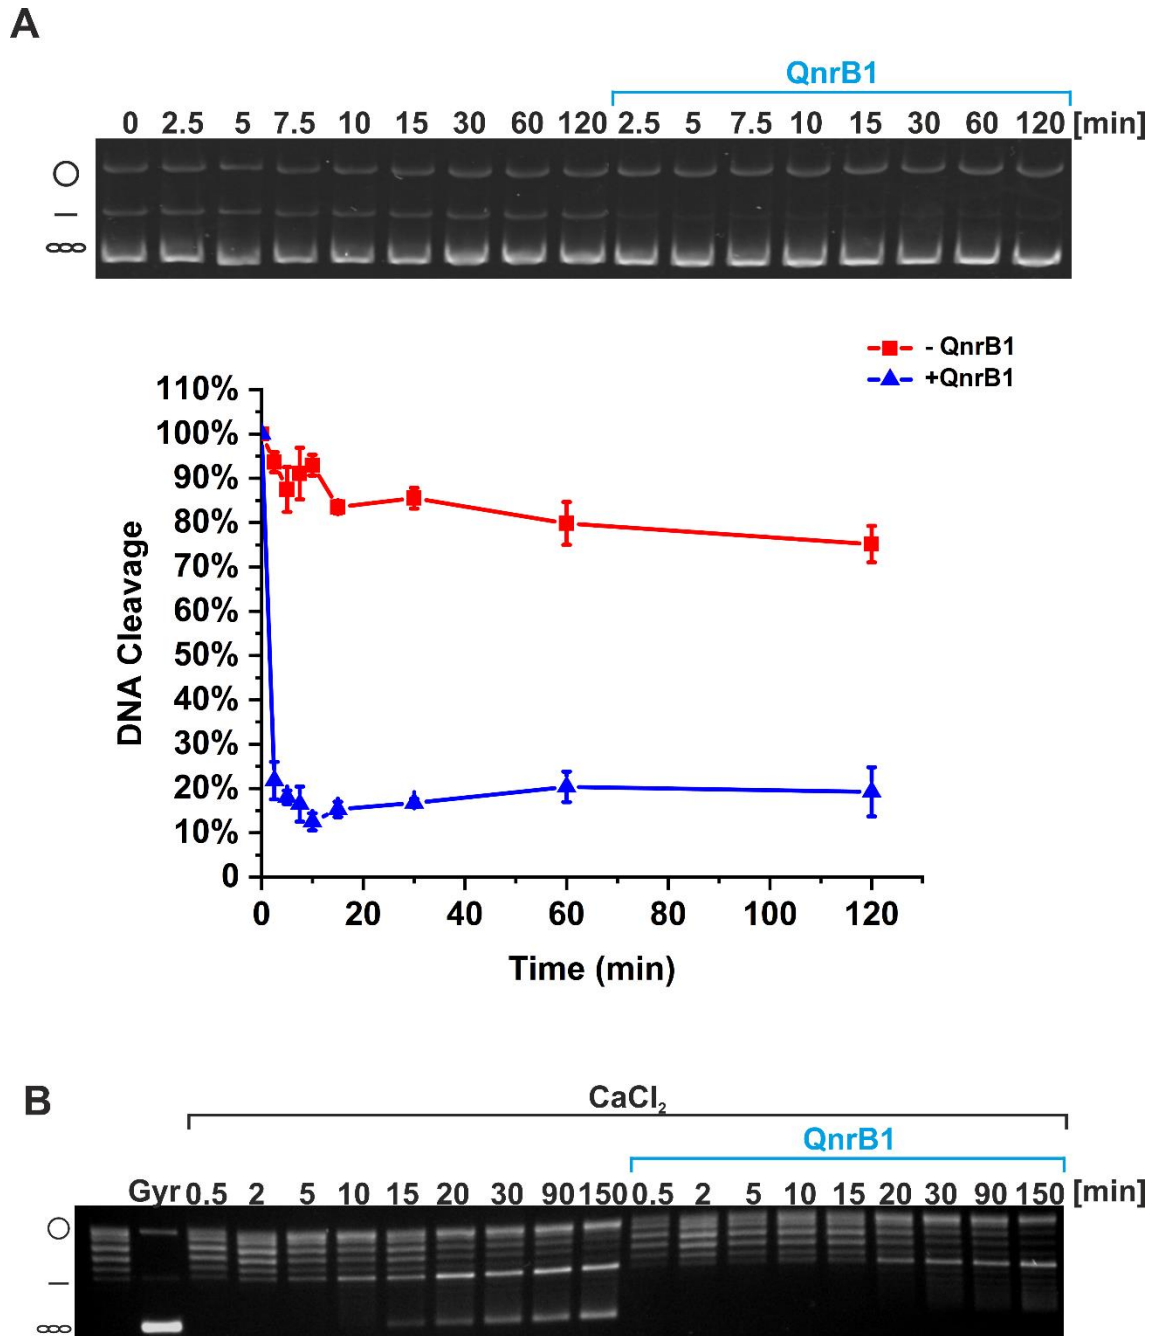 A
QnrB1
0 2.5 5 7.5 10 15 30 60 120 2.5 5 7.5 10 15 30 60 120 [min]
- QnrB1
+QnrB1
110%
100%
90%
80%
70%
60%
50%
40%
30%
20%
10%
0
DNA Cleavage
0 20 40 60 80 100 120
Time (min)
B
CaCl₂
QnrB1
Gyr 0.5 2 5 10 15 20 30 90 150 0.5 2 5 10 15 20 30 90 150 [min]